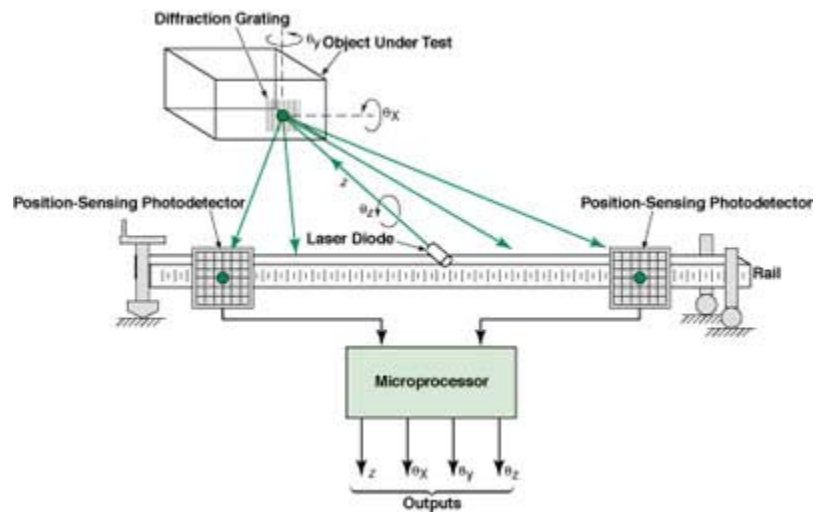 Diffraction Grating
θy Object Under Test
θX
z
θz
Position-Sensing Photodetector
Position-Sensing Photodetector
Laser Diode
Rail
Microprocessor
z θX θy θz
Outputs